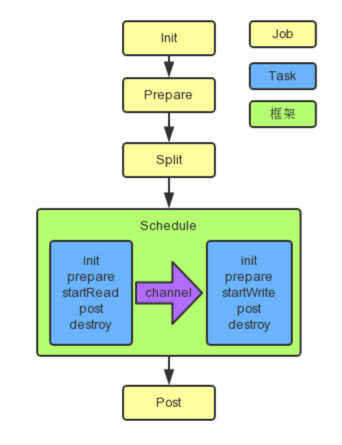 Init
Job
Prepare
Task
框架
Split
Schedule
init
prepare
startRead
post
destroy
channel
init
prepare
startWrite
post
destroy
Post